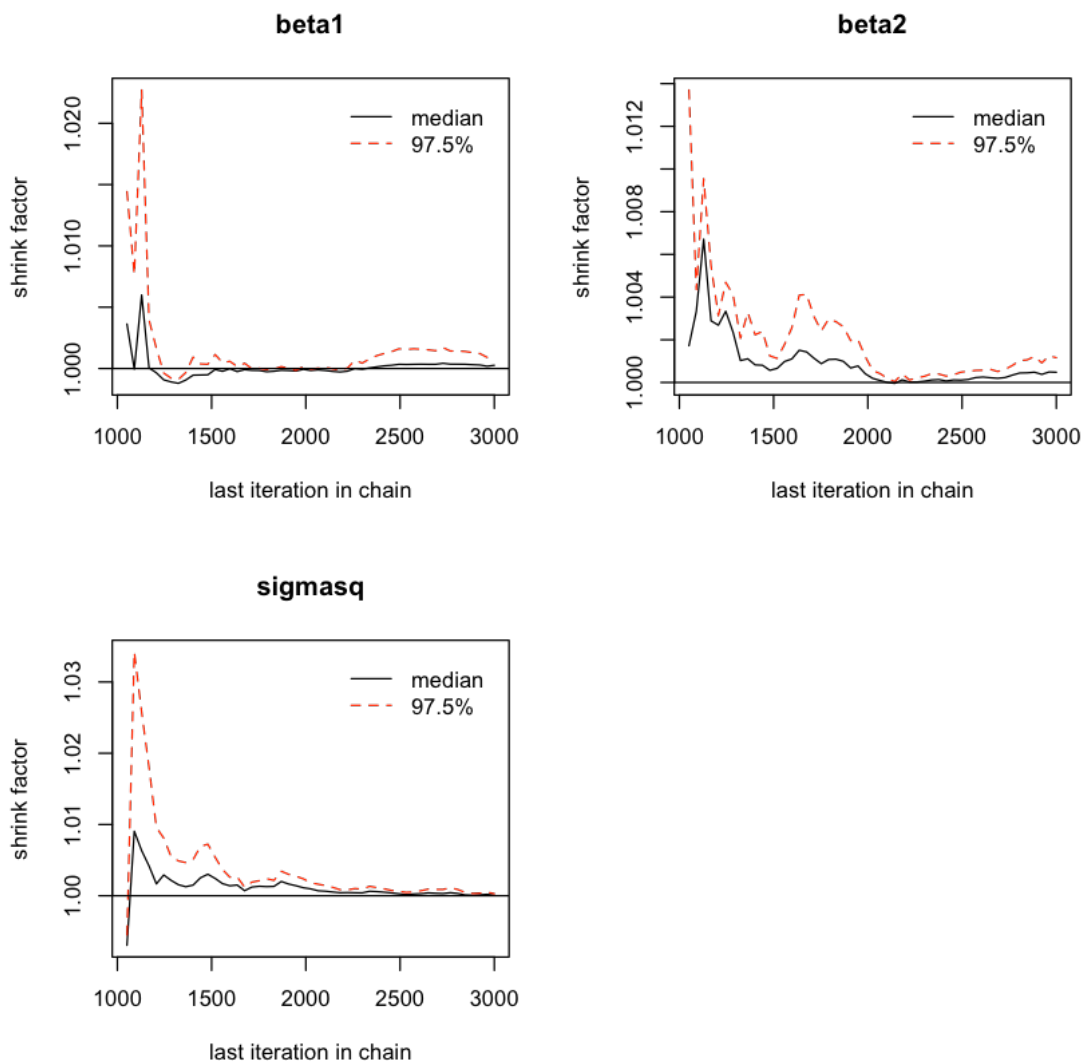 beta1
shrink factor
1.000
1.010
1.020
median
97.5%
1000
1500
2000
2500
3000
last iteration in chain
beta2
shrink factor
1.000
1.004
1.008
1.012
median
97.5%
1000
1500
2000
2500
3000
last iteration in chain
sigmasq
shrink factor
1.00
1.01
1.02
1.03
median
97.5%
1000
1500
2000
2500
3000
last iteration in chain